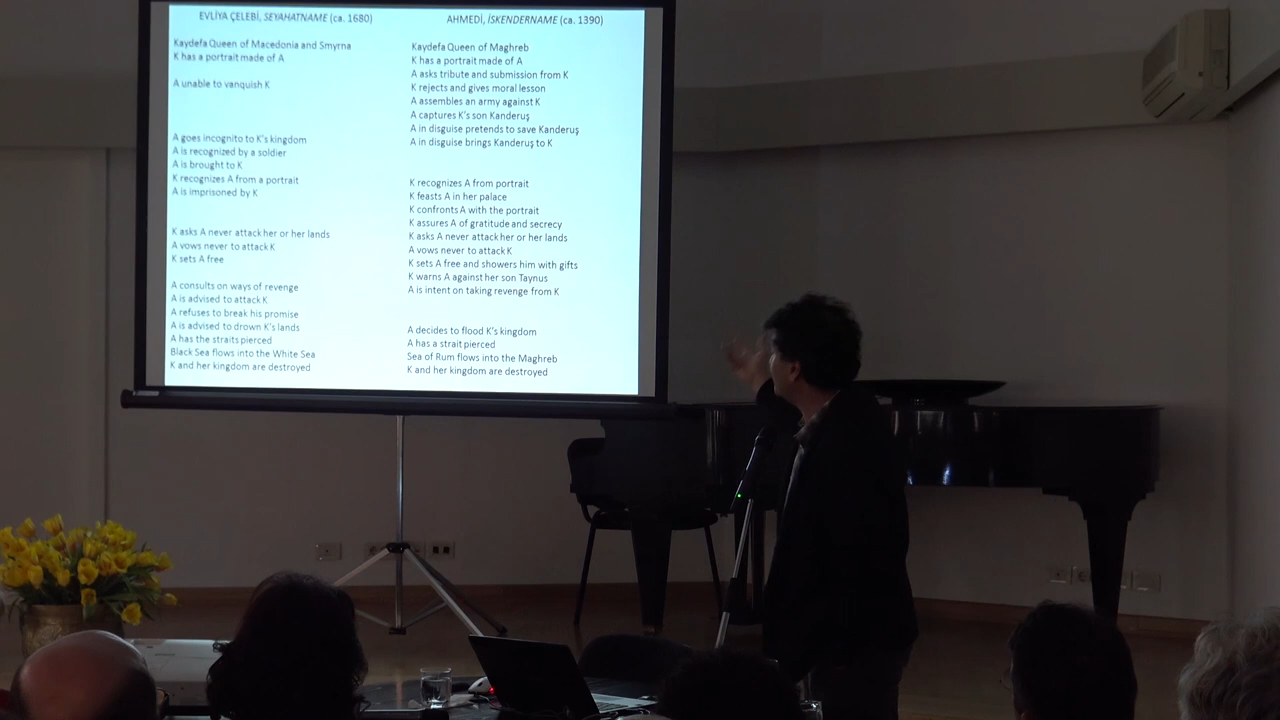 EVLİYA ÇELEBİ, SEYAHATNAME (ca. 1680)
Kaydefa Queen of Macedonia and Smyrna
K has a portrait made of A
A unable to vanquish K
A goes incognito to K's kingdom
A is recognized by a soldier
A is brought to K
K recognizes A from a portrait
A is imprisoned by K
K asks A never attack her or her lands
A vows never to attack K
K sets A free
A consults on ways of revenge
A is advised to attack K
A refuses to break his promise
A is advised to drown K's lands
A has the straits pierced
Black Sea flows into the White Sea
K and her kingdom are destroyed
AHMEDİ, İSKENDERNAME (ca. 1390)
Kaydefa Queen of Maghreb
K has a portrait made of A
A asks tribute and submission from K
K rejects and gives moral lesson
A assembles an army against K
A captures K's son Kanderuş
A in disguise pretends to save Kanderuş
A in disguise brings Kanderuş to K
K recognizes A from portrait
K feasts A in her palace
K confronts A with the portrait
K assures A of gratitude and secrecy
K asks A never attack her or her lands
A vows never to attack K
K sets A free and showers him with gifts
K warns A against her son Taynus
A is intent on taking revenge from K
A decides to flood K's kingdom
A has a strait pierced
Sea of Rum flows into the Maghreb
K and her kingdom are destroyed